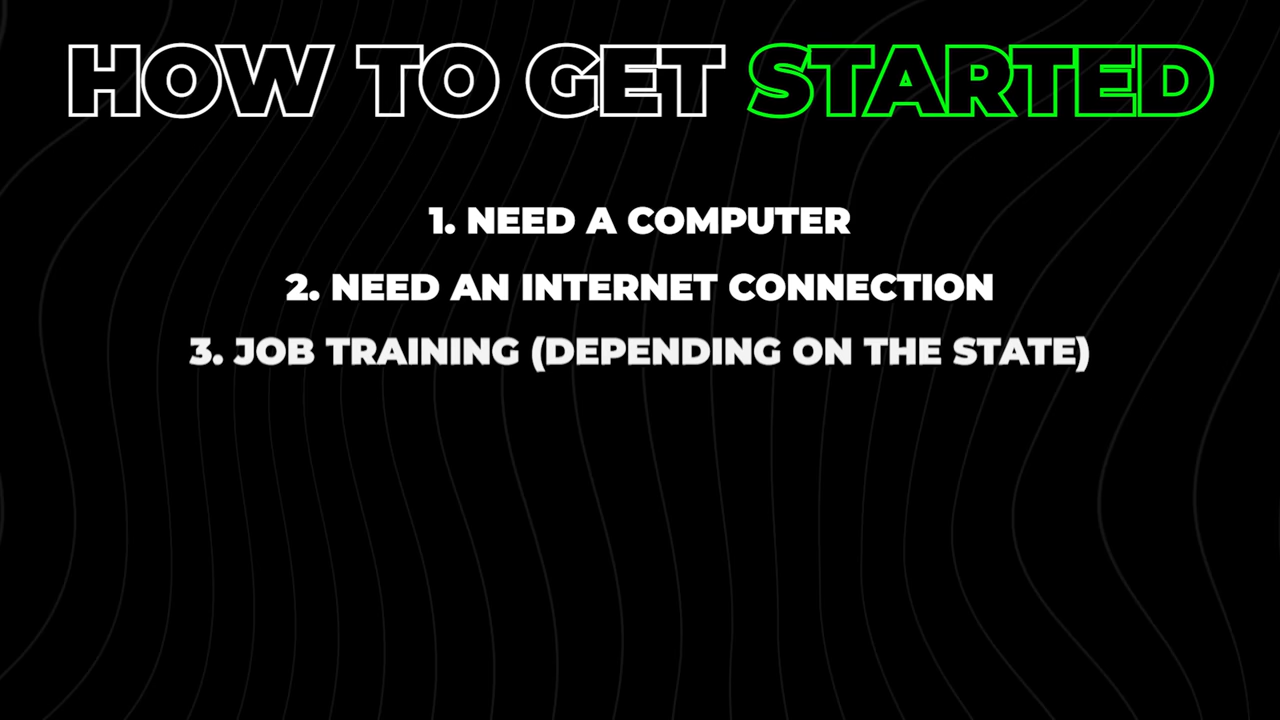 HOW TO GET STARTED
1. NEED A COMPUTER
2. NEED AN INTERNET CONNECTION
3. JOB TRAINING (DEPENDING ON THE STATE)